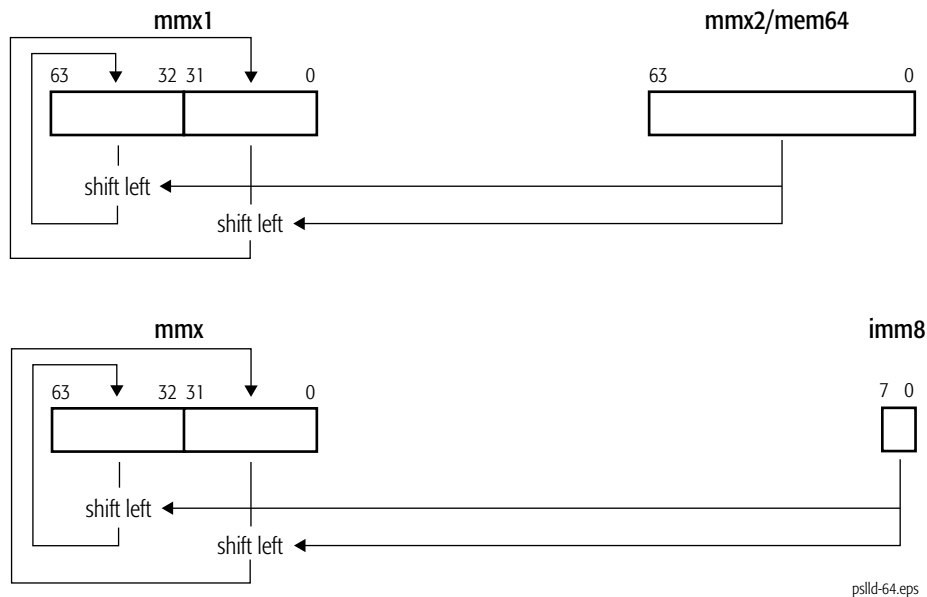 mmx1 mmx2/mem64
63 32 31 0 63 0
shift left
shift left
mmx imm8
63 32 31 0 7 0
shift left
shift left
pslld-64.eps